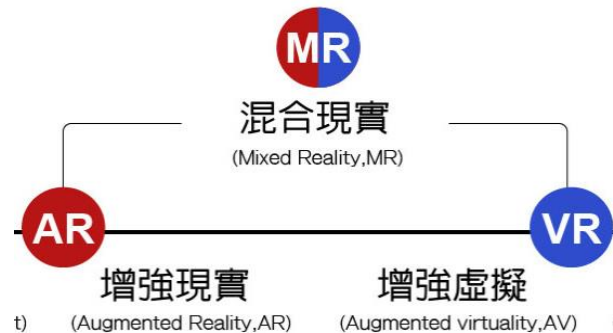 MR
混合現實
(Mixed Reality,MR)
AR
VR
增強現實
增強虛擬
t)
(Augmented Reality,AR)
(Augmented virtuality,AV)